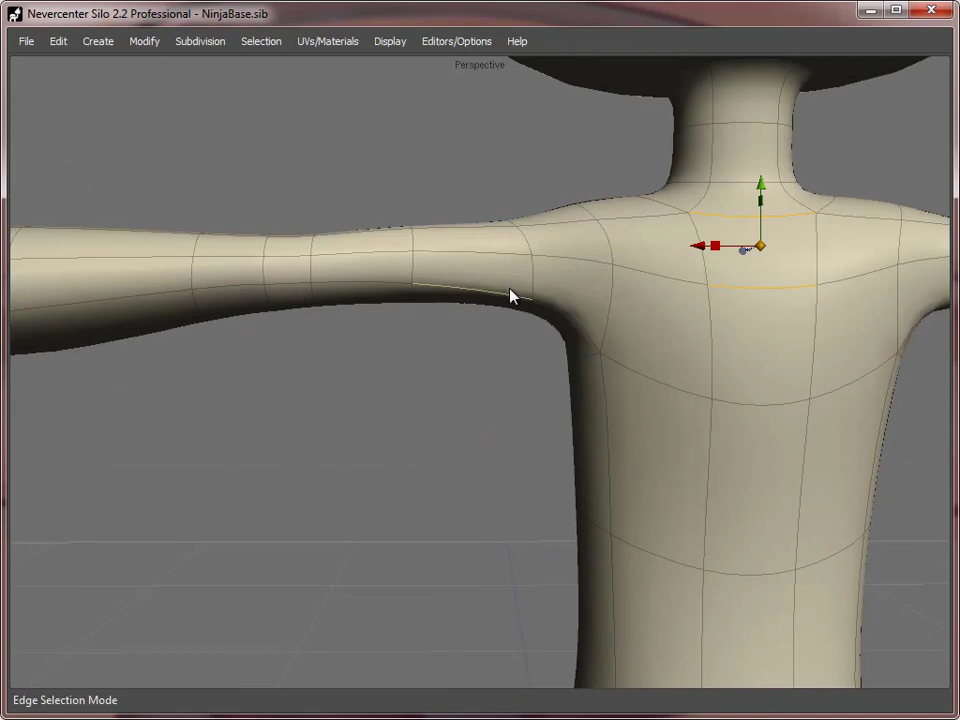 Nevercenter Silo 2.2 Professional - NinjaBase.sib
File Edit Create Modify Subdivision Selection UVs/Materials Display Editors/Options Help
Perspective
Edge Selection Mode